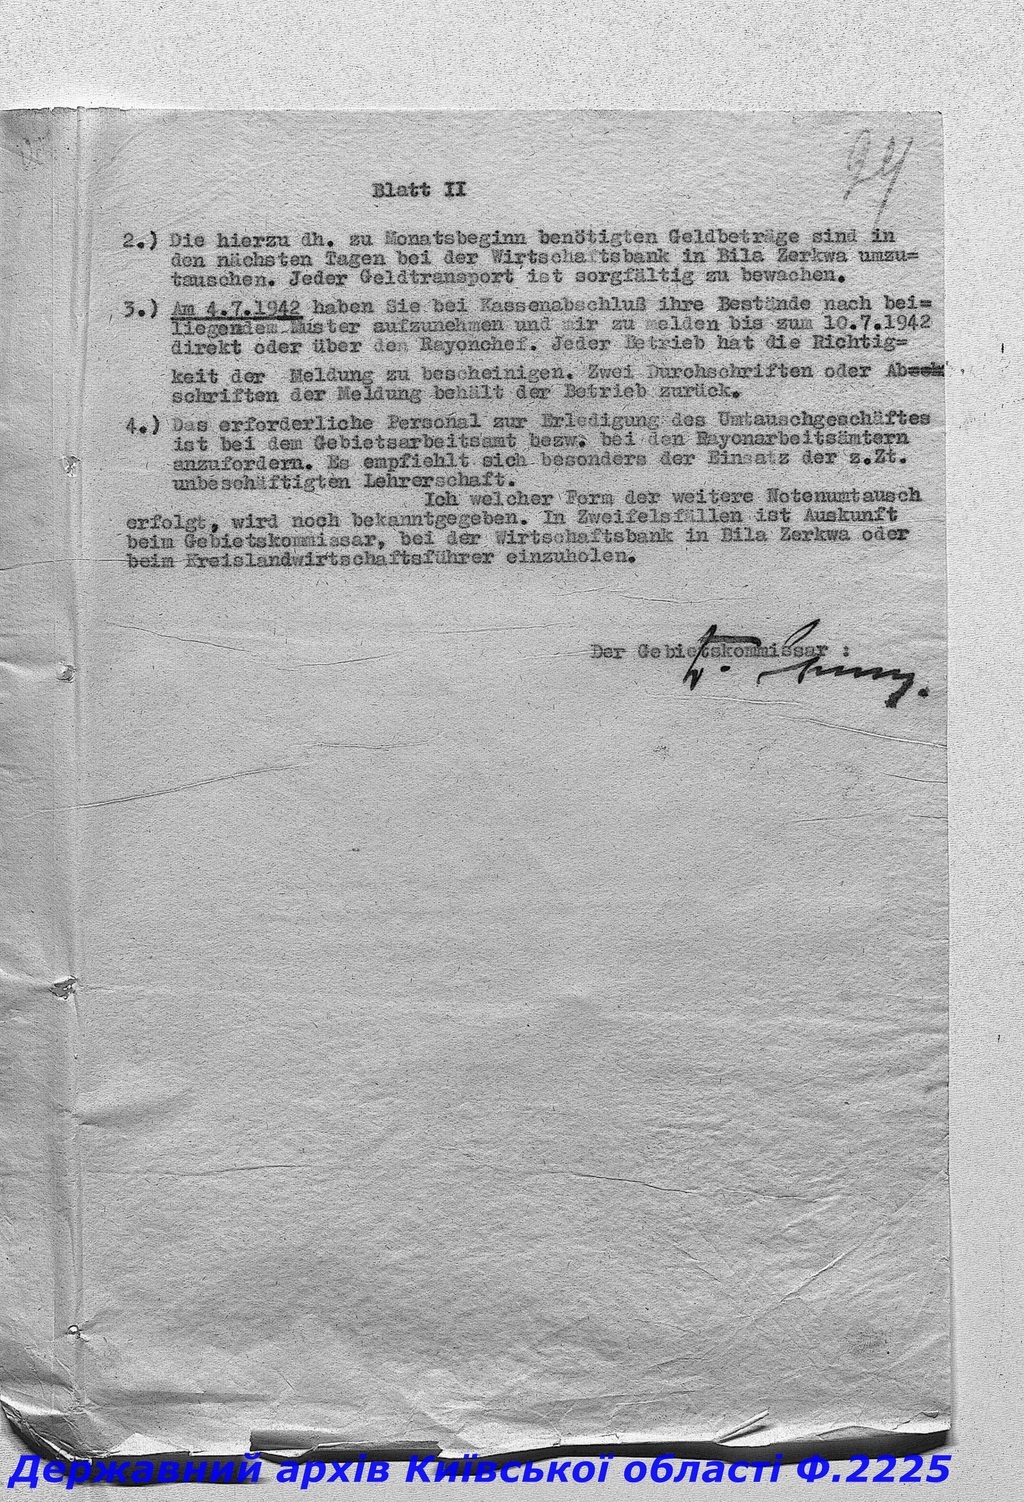 24
Blatt II
2.) Die hierzu dh. zu Monatsbeginn benötigten Geldbeträge sind in
den nächsten Tagen bei der Wirtschaftsbank in Bila Zerkwa umzu=
tauschen. Jeder Geldtransport ist sorgfältig zu bewachen.
3.) Am 4.7.1942 haben Sie bei Kassenabschluß ihre Bestände nach bei=
liegendem Muster aufzunehmen und mir zu melden bis zum 10.7.1942
direkt oder über den Rayonchef. Jeder Betrieb hat die Richtig=
keit der Meldung zu bescheinigen. Zwei Durchschriften oder Ab
schriften der Meldung behält der Betrieb zurück.
4.) Das erforderliche Personal zur Erledigung des Umtauschgeschäftes
ist bei dem Gebietsarbeitsamt bezw. bei den Rayonarbeitsämtern
anzufordern. Es empfiehlt sich besonders der Einsatz der z.Zt.
unbeschäftigten Lehrerschaft.
Ich welcher Form der weitere Notenumtausch
erfolgt, wird noch bekanntgegeben. In Zweifelsfällen ist Auskunft
beim Gebietskommissar, bei der Wirtschaftsbank in Bila Zerkwa oder
beim Kreislandwirtschaftsführer einzuholen.
Der Gebietskommissar :
Державний архів Київської області Ф.2225